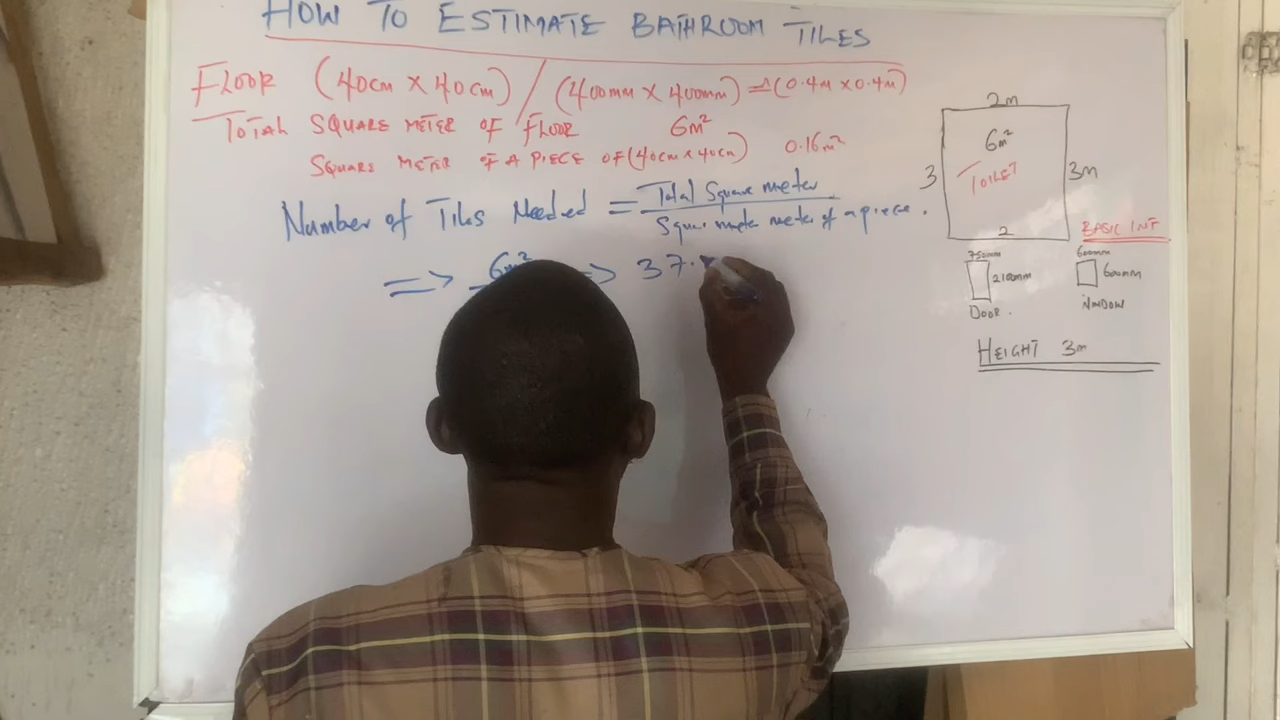 HOW TO ESTIMATE BATHROOM TILES
FLOOR (40cm x 40cm) / (400mm x 400mm) = (0.4m x 0.4m)
TOTAL SQUARE METER OF FLOOR 6m²
SQUARE METER OF A PIECE OF (40cm x 40cm) 0.16m²
Number of Tiles Needed = Total Square meter
meter of a piece.
=> 6m² => 37.
2m
6m²
TOILET
3
3m
2
BASIC INF
750mm
2100mm
DOOR.
600mm
600mm
WINDOW
HEIGHT 3m